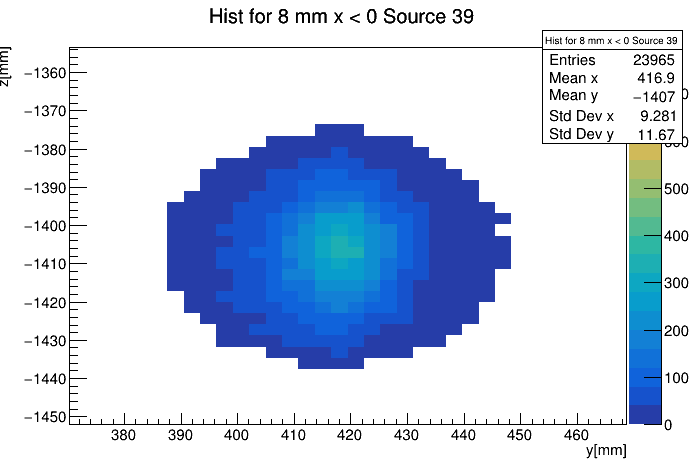 Hist for 8 mm x < 0 Source 39
Hist for 8 mm x < 0 Source 39
Entries 23965
Mean x 416.9
Mean y −1407
Std Dev x 9.281
Std Dev y 11.67
z[mm]
−1360
−1370
−1380
−1390
−1400
−1410
−1420
−1430
−1440
−1450
380 390 400 410 420 430 440 450 460
y[mm]
500
400
300
200
100
0